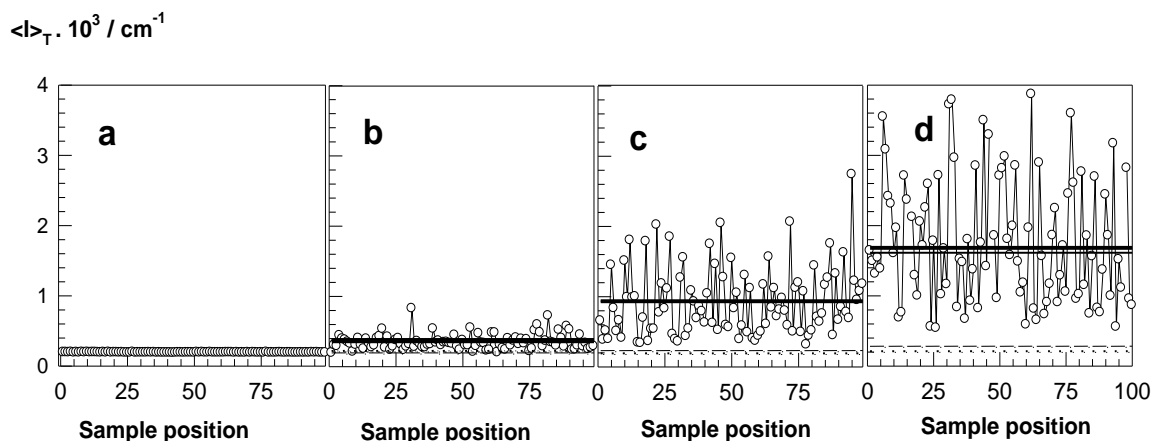 <I>T . 10³ / cm⁻¹
4
3
2
1
0
a b c d
0 25 50 75 0 25 50 75 0 25 50 75 0 25 50 75 100
Sample position Sample position Sample position Sample position